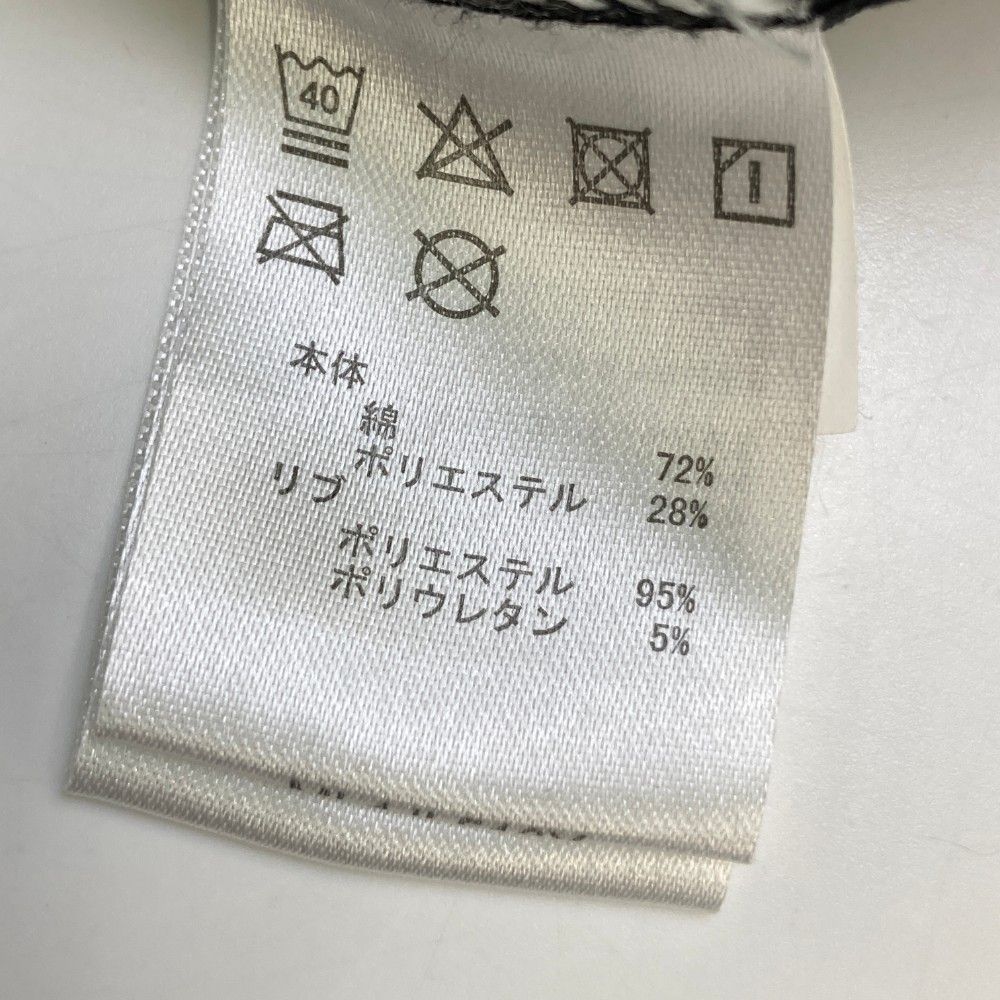 40
本体
綿 72%
ポリエステル 28%
リブ
ポリエステル 95%
ポリウレタン 5%